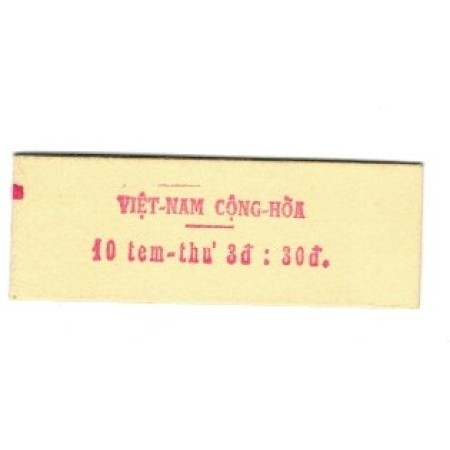 VIỆT-NAM CỘNG-HÒA
10 tem-thư 3đ : 30đ.